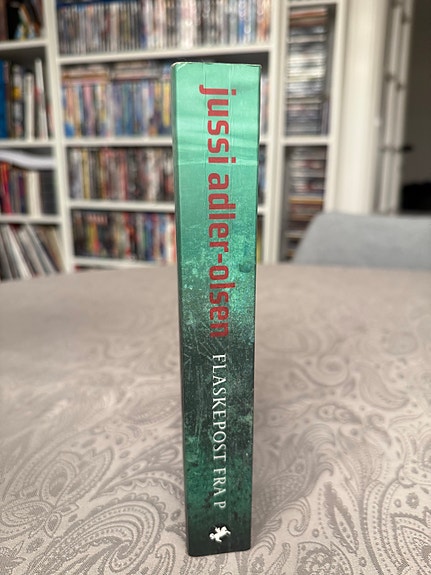 jussi adler-olsen
FLASKEPOST FRA P